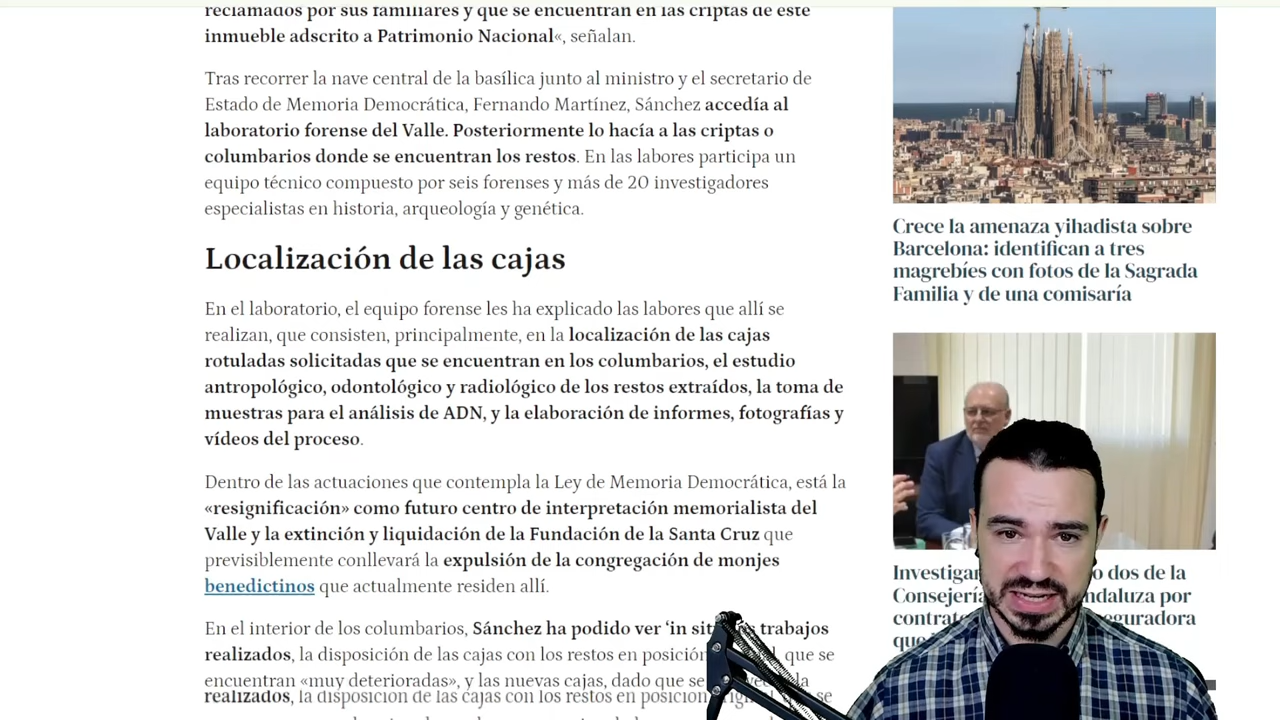 reclamados por sus familiares y que se encuentran en las criptas de este
inmueble adscrito a Patrimonio Nacional«, señalan.
Tras recorrer la nave central de la basílica junto al ministro y el secretario de
Estado de Memoria Democrática, Fernando Martínez, Sánchez accedía al
laboratorio forense del Valle. Posteriormente lo hacía a las criptas o
columbarios donde se encuentran los restos. En las labores participa un
equipo técnico compuesto por seis forenses y más de 20 investigadores
especialistas en historia, arqueología y genética.
Localización de las cajas
En el laboratorio, el equipo forense les ha explicado las labores que allí se
realizan, que consisten, principalmente, en la localización de las cajas
rotuladas solicitadas que se encuentran en los columbarios, el estudio
antropológico, odontológico y radiológico de los restos extraídos, la toma de
muestras para el análisis de ADN, y la elaboración de informes, fotografías y
vídeos del proceso.
Dentro de las actuaciones que contempla la Ley de Memoria Democrática, está la
«resignificación» como futuro centro de interpretación memorialista del
Valle y la extinción y liquidación de la Fundación de la Santa Cruz que
previsiblemente conllevará la expulsión de la congregación de monjes
benedictinos que actualmente residen allí.
En el interior de los columbarios, Sánchez ha podido ver 'in trabajos
realizados, la disposición de las cajas con los restos en posición que se
encuentran «muy deterioradas», y las nuevas cajas, dado que se la
realizados, la disposición de las cajas con los restos en posición se
Crece la amenaza yihadista sobre
Barcelona: identifican a tres
magrebíes con fotos de la Sagrada
Familia y de una comisaría
dos de la
por
que